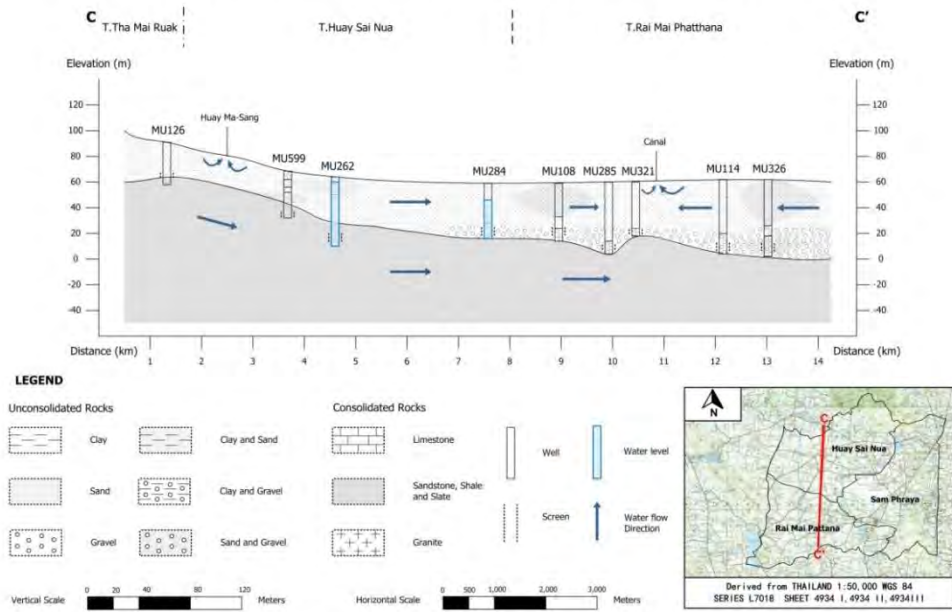 C
C'
T.Tha Mai Ruak
T.Huay Sai Nua
T.Rai Mai Phatthana
Elevation (m)
Elevation (m)
120
100
80
60
40
20
0
-20
-40
120
100
80
60
40
20
0
-20
-40
Huay Ma-Sang
Canal
MU126
MU599
MU262
MU284
MU108
MU285
MU321
MU114
MU326
Distance (km)
1 2 3 4 5 6 7 8 9 10 11 12 13 14
Distance (km)
LEGEND
Unconsolidated Rocks
Clay
Clay and Sand
Sand
Clay and Gravel
Gravel
Sand and Gravel
Consolidated Rocks
Limestone
Sandstone, Shale
and Slate
Granite
Well
Water level
Screen
Water flow
Direction
Vertical Scale
0 20 40 80 120
Meters
Horizontal Scale
0 500 1,000 2,000 3,000
Meters
N
C
Huay Sai Nua
Sam Phraya
Rai Mai Pattana
C'
Derived from THAILAND 1:50,000 WGS 84
SERIES L7018 SHEET 4934 I,4934 II,4934III